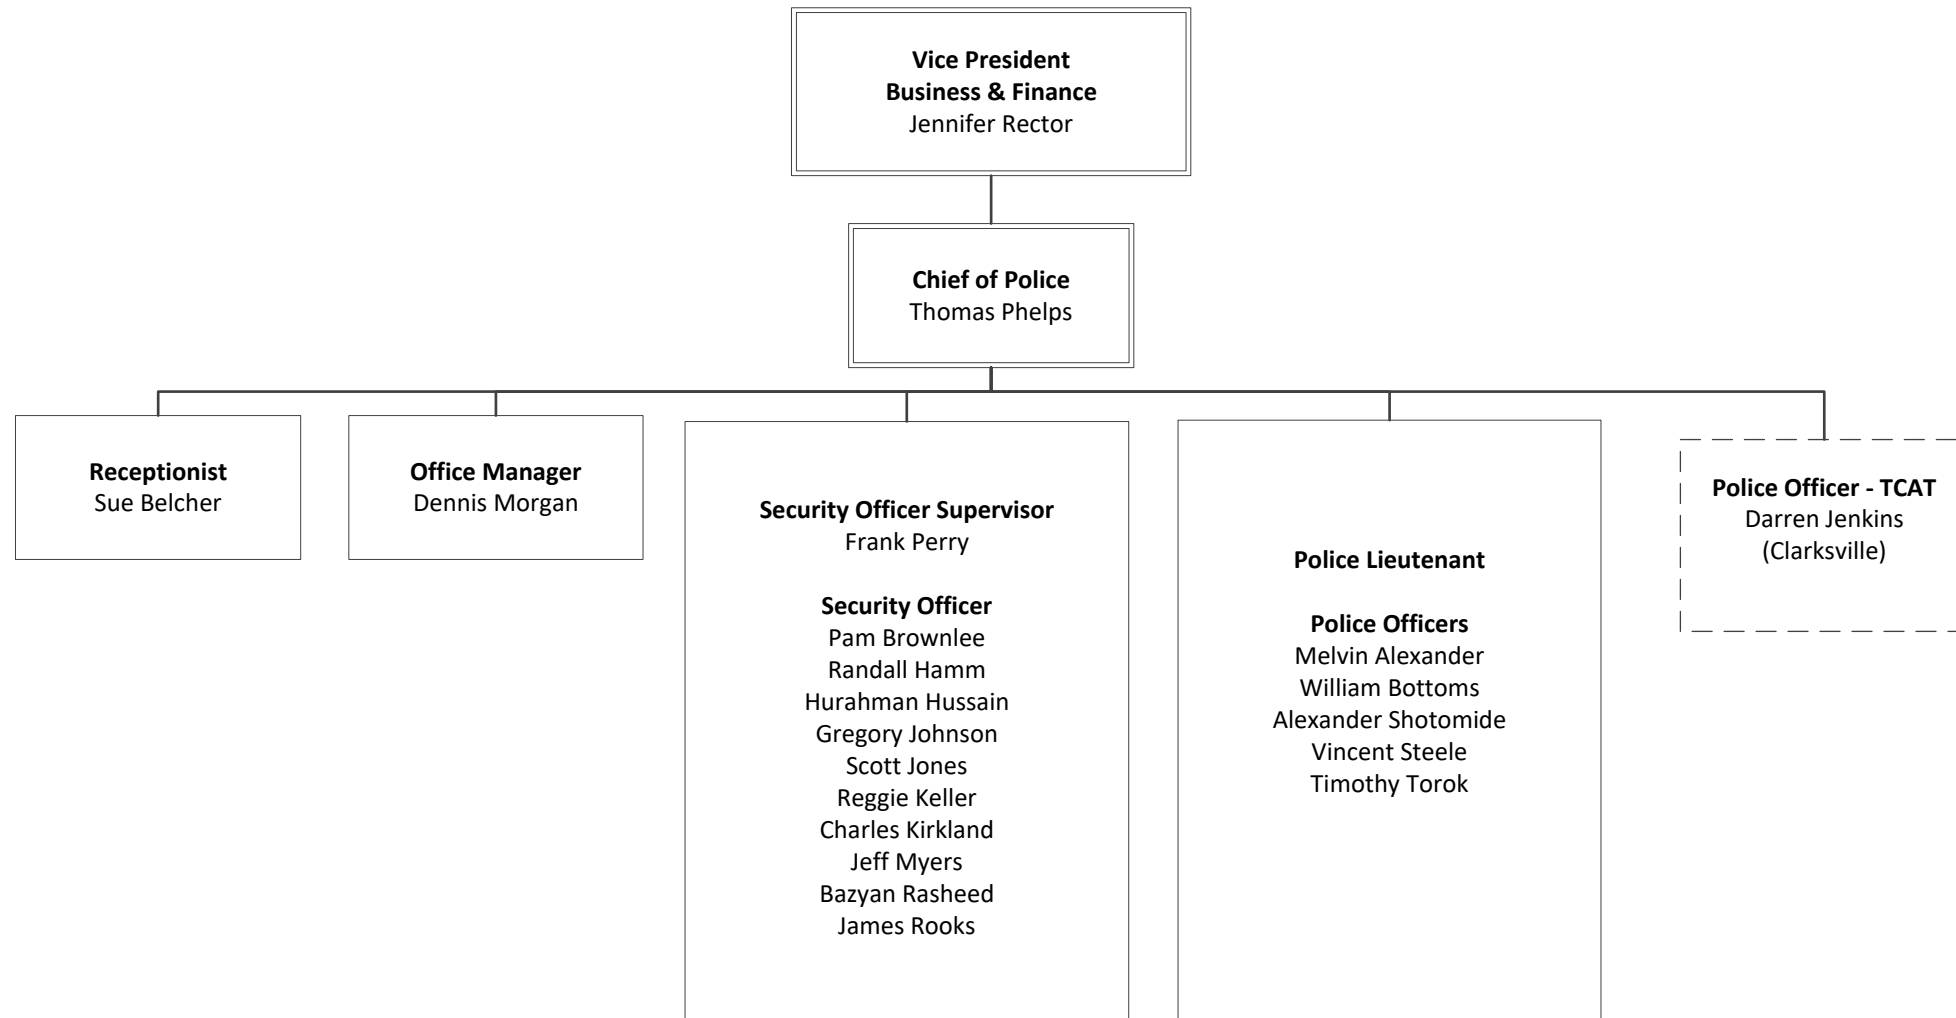 Vice President
Business & Finance
Jennifer Rector
Chief of Police
Thomas Phelps
Receptionist
Sue Belcher
Office Manager
Dennis Morgan
Security Officer Supervisor
Frank Perry
Security Officer
Pam Brownlee
Randall Hamm
Hurahman Hussain
Gregory Johnson
Scott Jones
Reggie Keller
Charles Kirkland
Jeff Myers
Bazyan Rasheed
James Rooks
Police Lieutenant
Police Officers
Melvin Alexander
William Bottoms
Alexander Shotomide
Vincent Steele
Timothy Torok
Police Officer - TCAT
Darren Jenkins
(Clarksville)